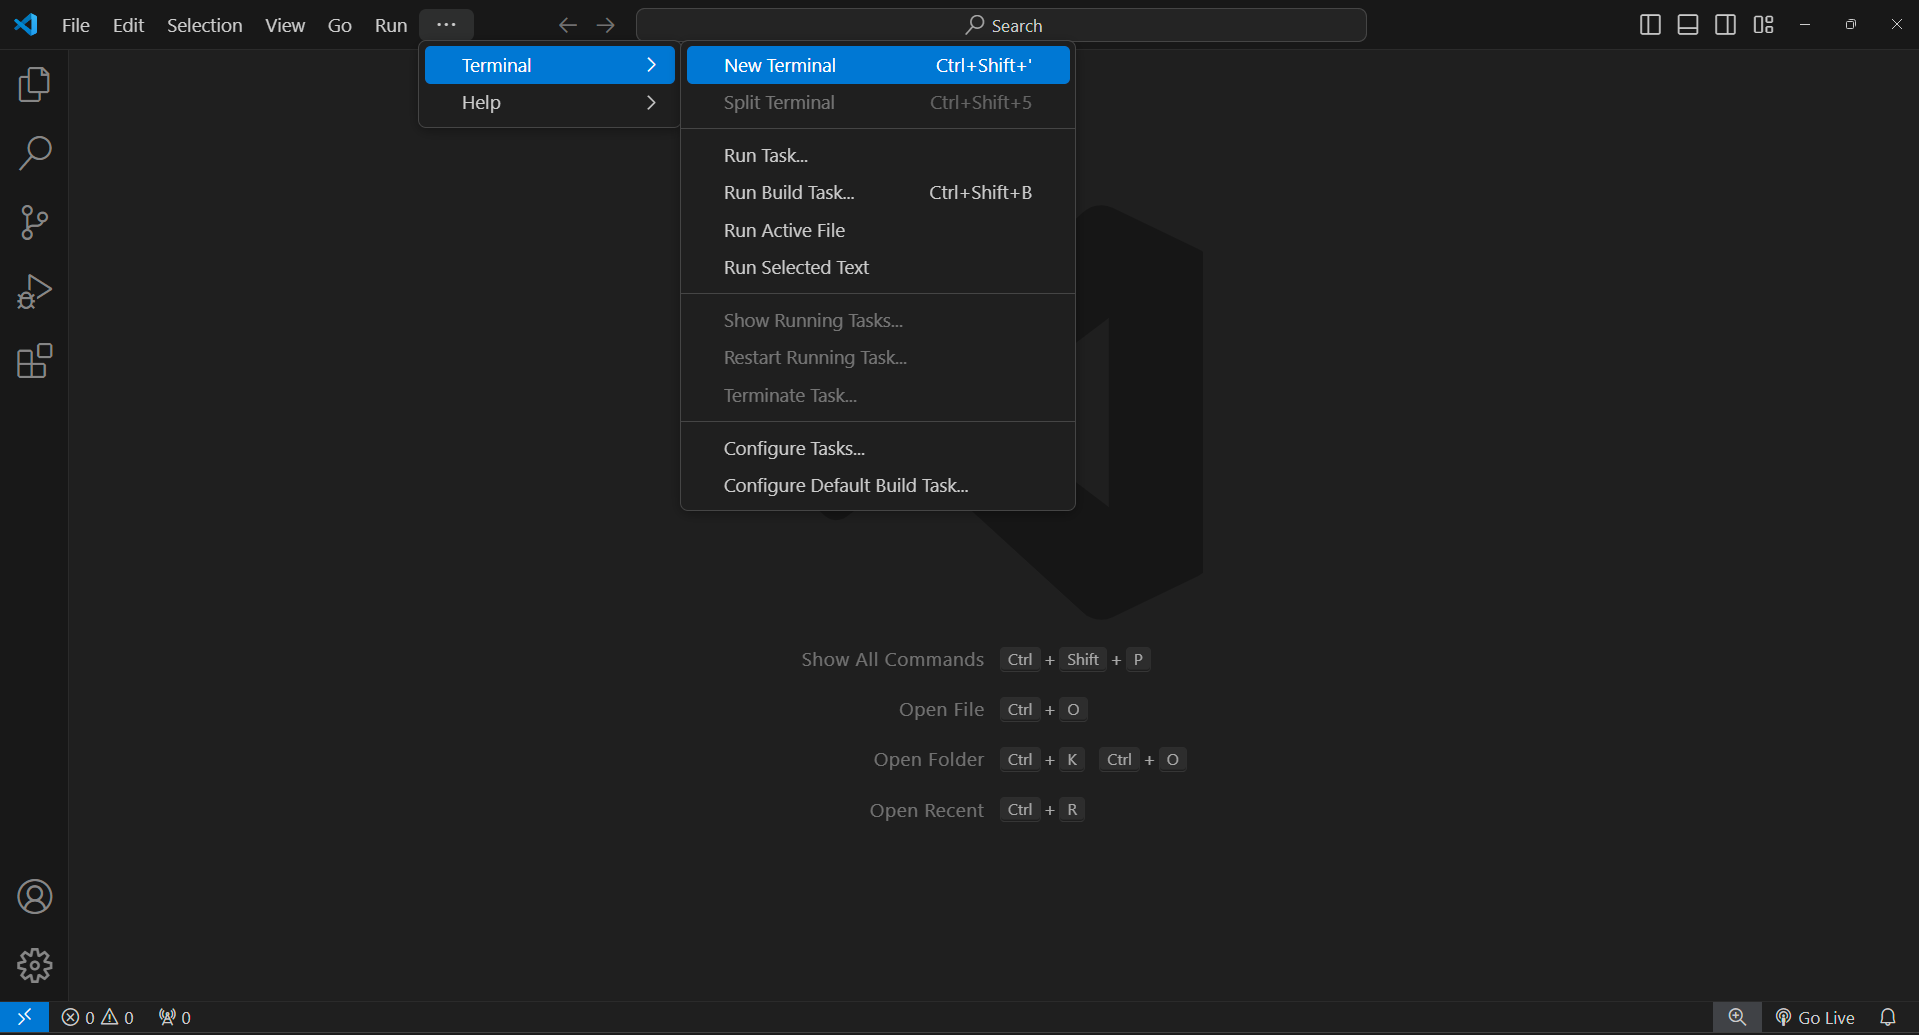 File Edit Selection View Go Run ··· Search
Terminal
Help
New Terminal Ctrl+Shift+'
Split Terminal Ctrl+Shift+5
Run Task...
Run Build Task... Ctrl+Shift+B
Run Active File
Run Selected Text
Show Running Tasks...
Restart Running Task...
Terminate Task...
Configure Tasks...
Configure Default Build Task...
Show All Commands Ctrl + Shift + P
Open File Ctrl + O
Open Folder Ctrl + K Ctrl + O
Open Recent Ctrl + R
0 0 0 Go Live